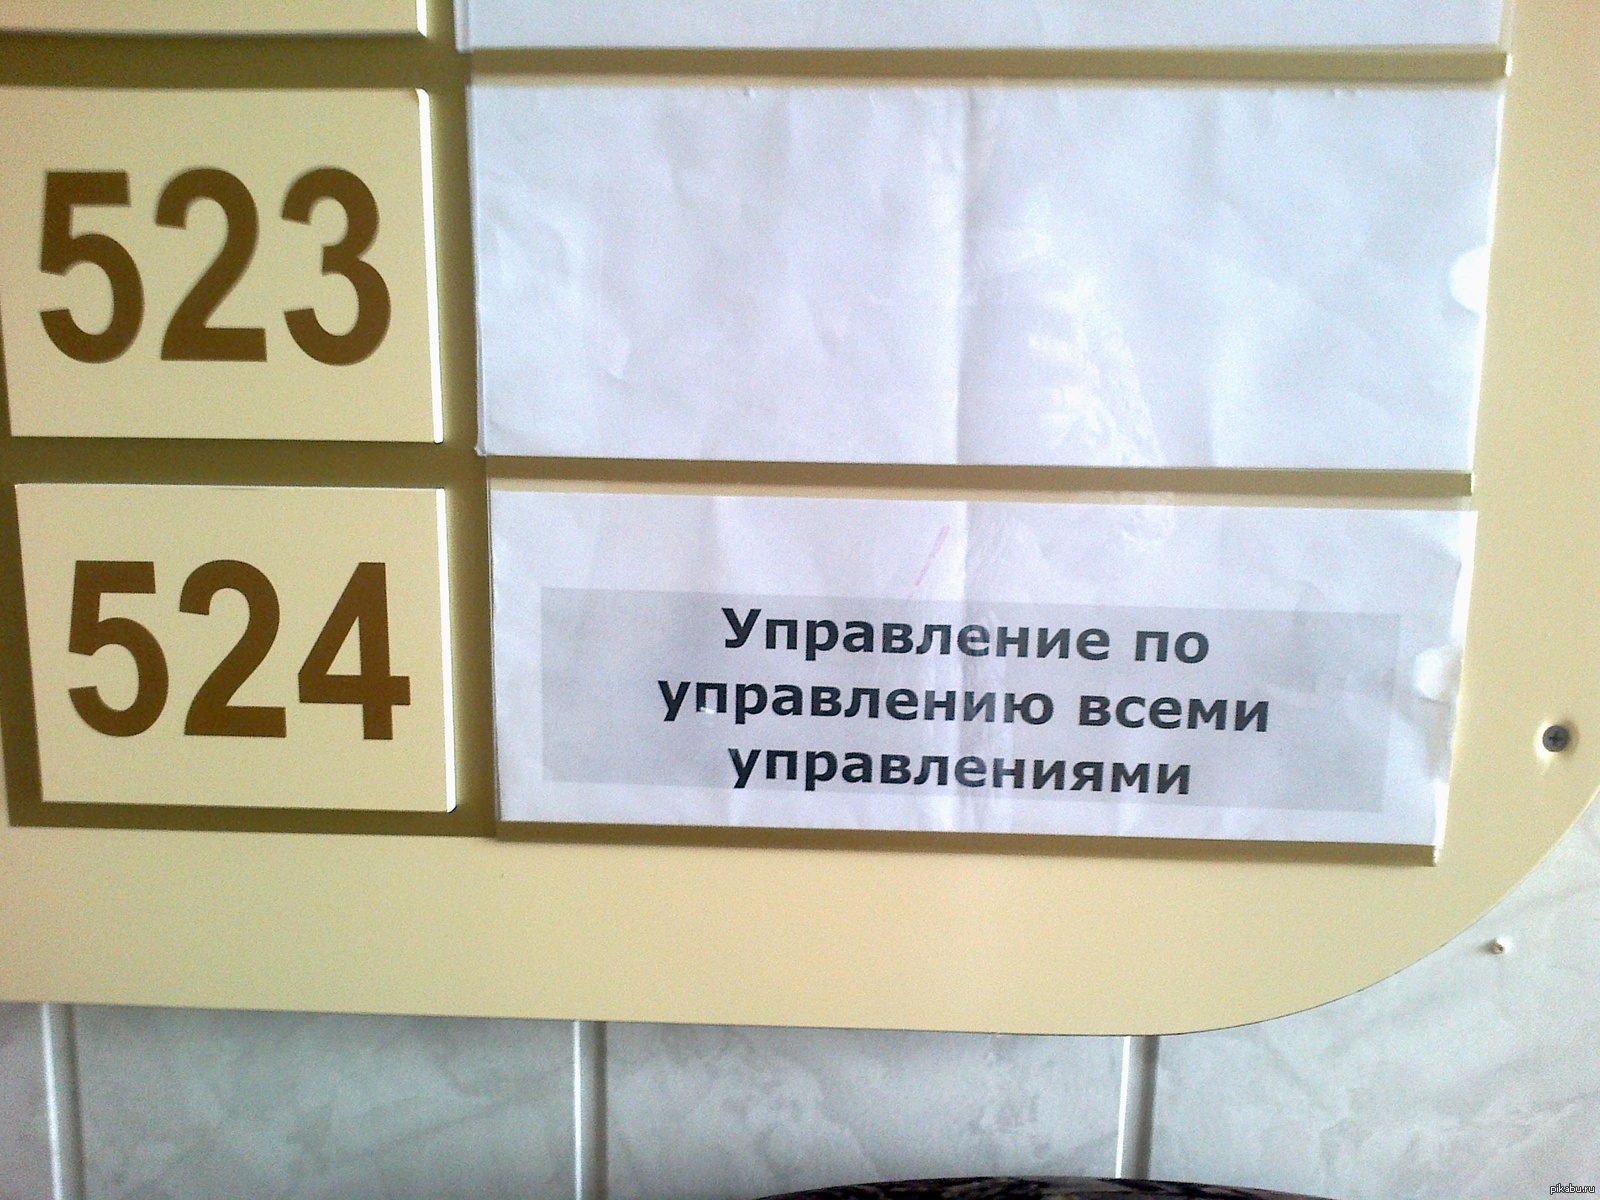 523
524
Управление по
управлению всеми
управлениями
pikabu.ru